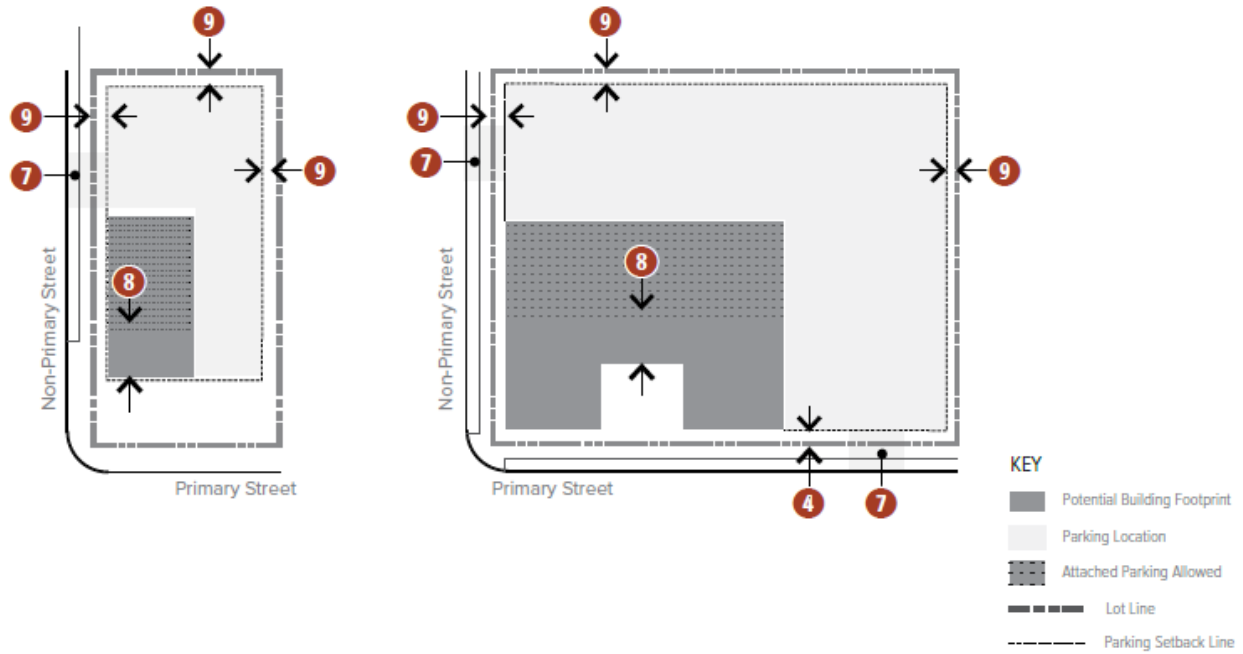 9
9
9
9
7
7
9
9
8
8
Non-Primary Street
Non-Primary Street
Primary Street
Primary Street
4
7
KEY
Potential Building Footprint
Parking Location
Attached Parking Allowed
Lot Line
Parking Setback Line